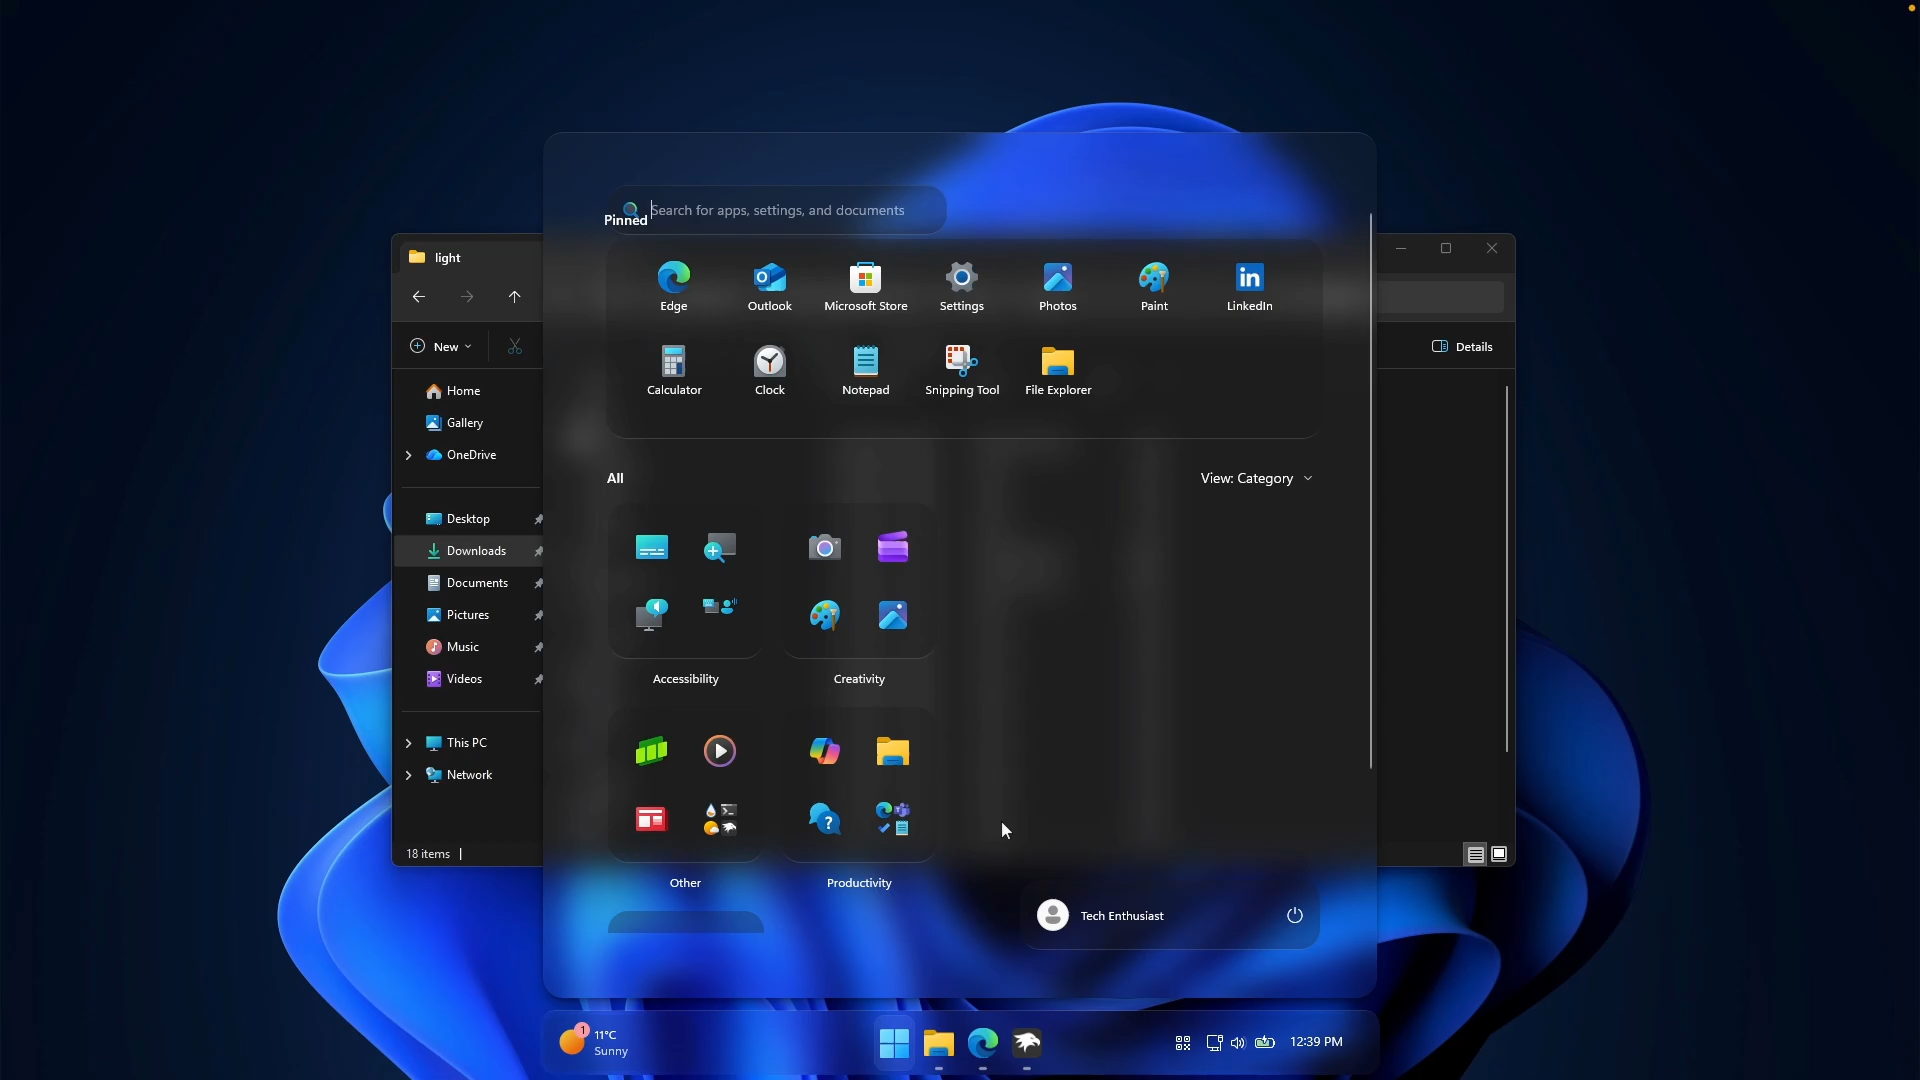 Search for apps, settings, and documents
Pinned
light
Edge
Outlook
Microsoft Store
Settings
Photos
Paint
LinkedIn
New
Details
Calculator
Clock
Notepad
Snipping Tool
File Explorer
Home
Gallery
OneDrive
All
View: Category
Desktop
Downloads
Documents
Pictures
Music
Videos
Accessibility
Creativity
This PC
Network
18 items
Other
Productivity
Tech Enthusiast
1
11°C
Sunny
12:39 PM